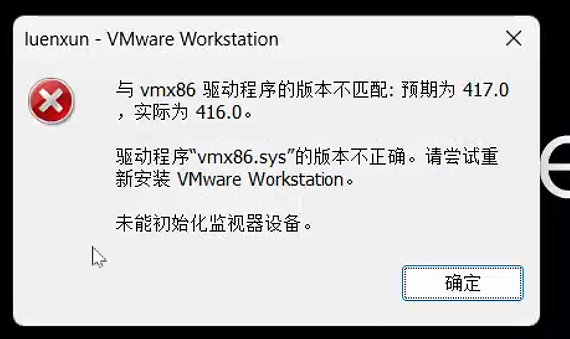 luenxun - VMware Workstation
与 vmx86 驱动程序的版本不匹配: 预期为 417.0
，实际为 416.0。
驱动程序“vmx86.sys”的版本不正确。请尝试重
新安装 VMware Workstation。
未能初始化监视器设备。
确定